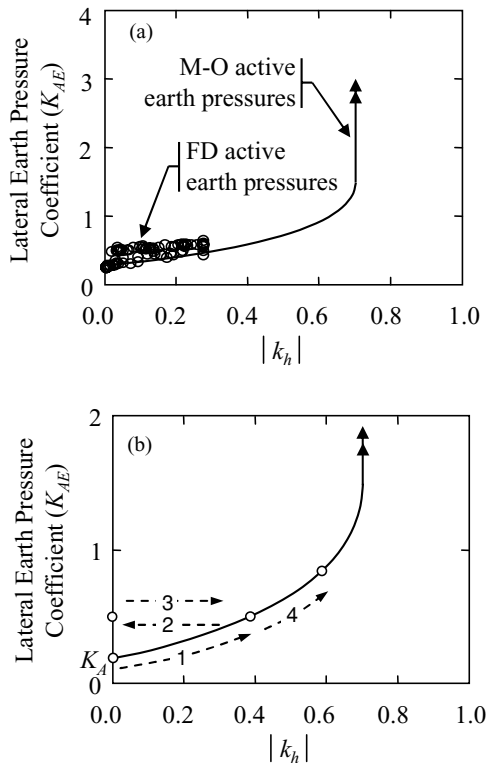 4
(a)
M-O active
earth pressures
3
FD active
earth pressures
2
1
0
Lateral Earth Pressure
Coefficient (K_AE)
0.0 0.2 0.4 0.6 0.8 1.0
|k_h|
2
(b)
1
3
2
4
1
K_A
0
Lateral Earth Pressure
Coefficient (K_AE)
0.0 0.2 0.4 0.6 0.8 1.0
|k_h|